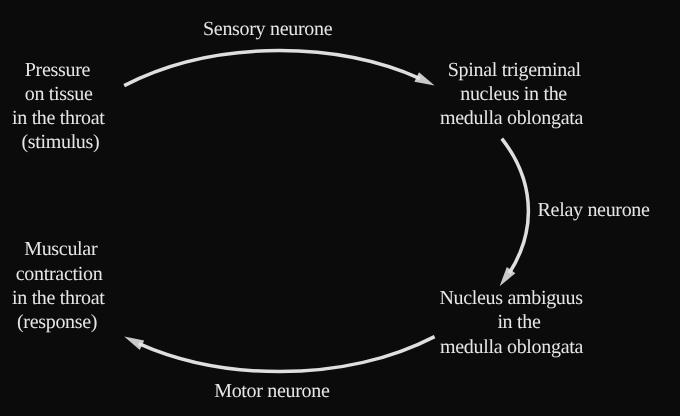 Sensory neurone
Pressure
on tissue
in the throat
(stimulus)
Spinal trigeminal
nucleus in the
medulla oblongata
Relay neurone
Nucleus ambiguus
in the
medulla oblongata
Motor neurone
Muscular
contraction
in the throat
(response)